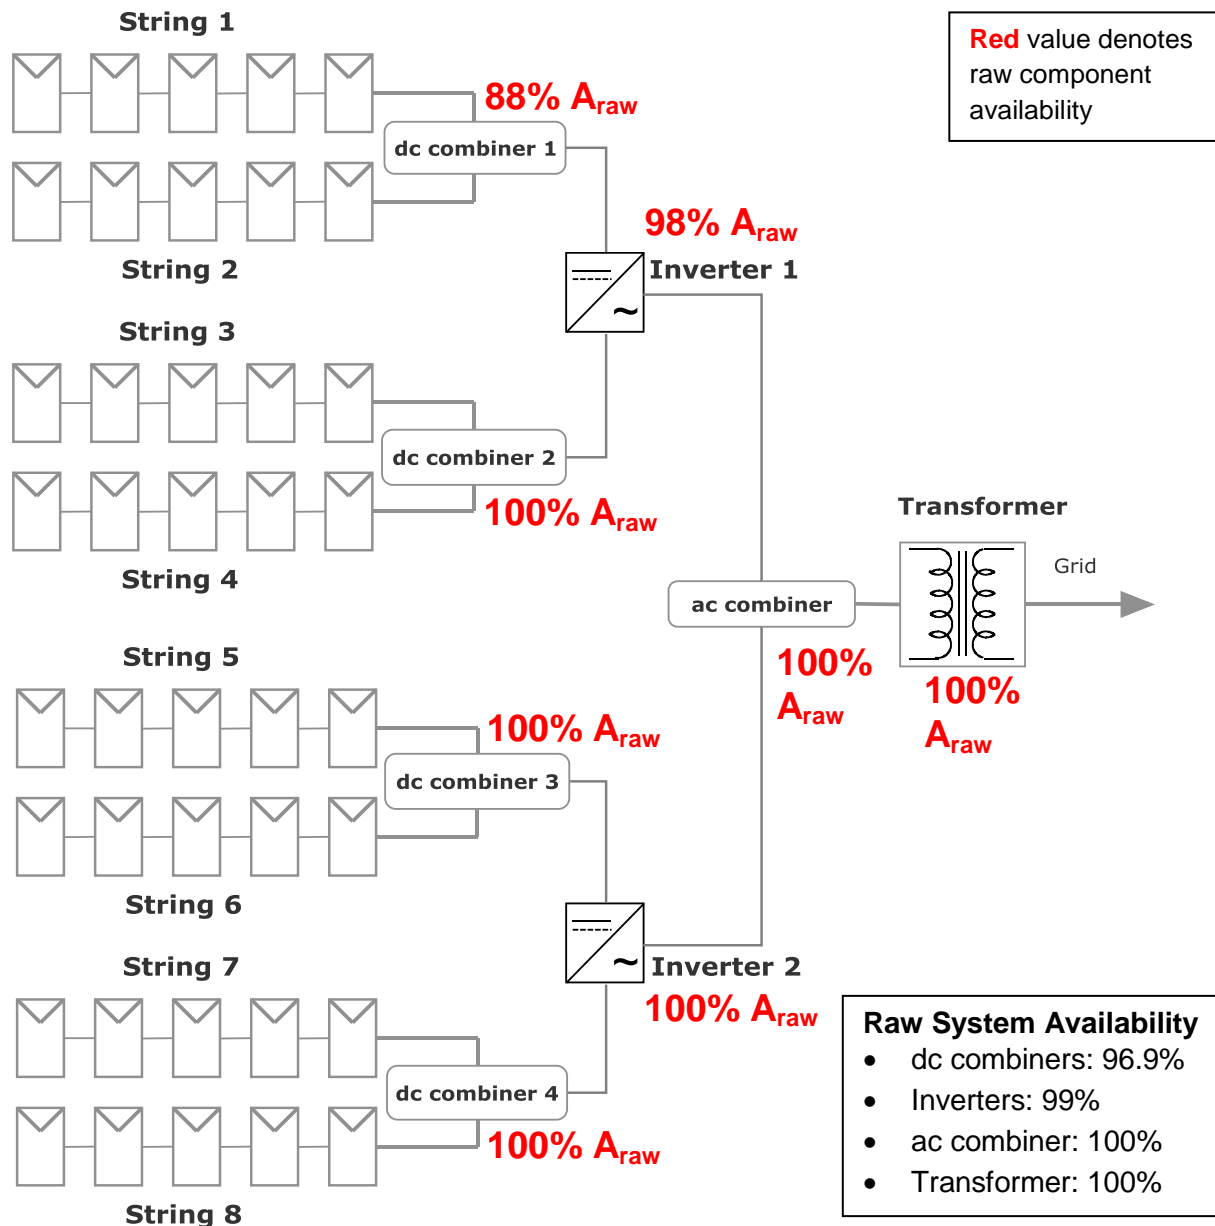 String 1
Red value denotes
raw component
availability
88% Araw
dc combiner 1
String 2
98% Araw
Inverter 1
String 3
dc combiner 2
100% Araw
String 4
Transformer
Grid
ac combiner
100%
Araw
100%
Araw
String 5
100% Araw
dc combiner 3
String 6
String 7
Inverter 2
100% Araw
dc combiner 4
100% Araw
String 8
Raw System Availability
• dc combiners: 96.9%
• Inverters: 99%
• ac combiner: 100%
• Transformer: 100%